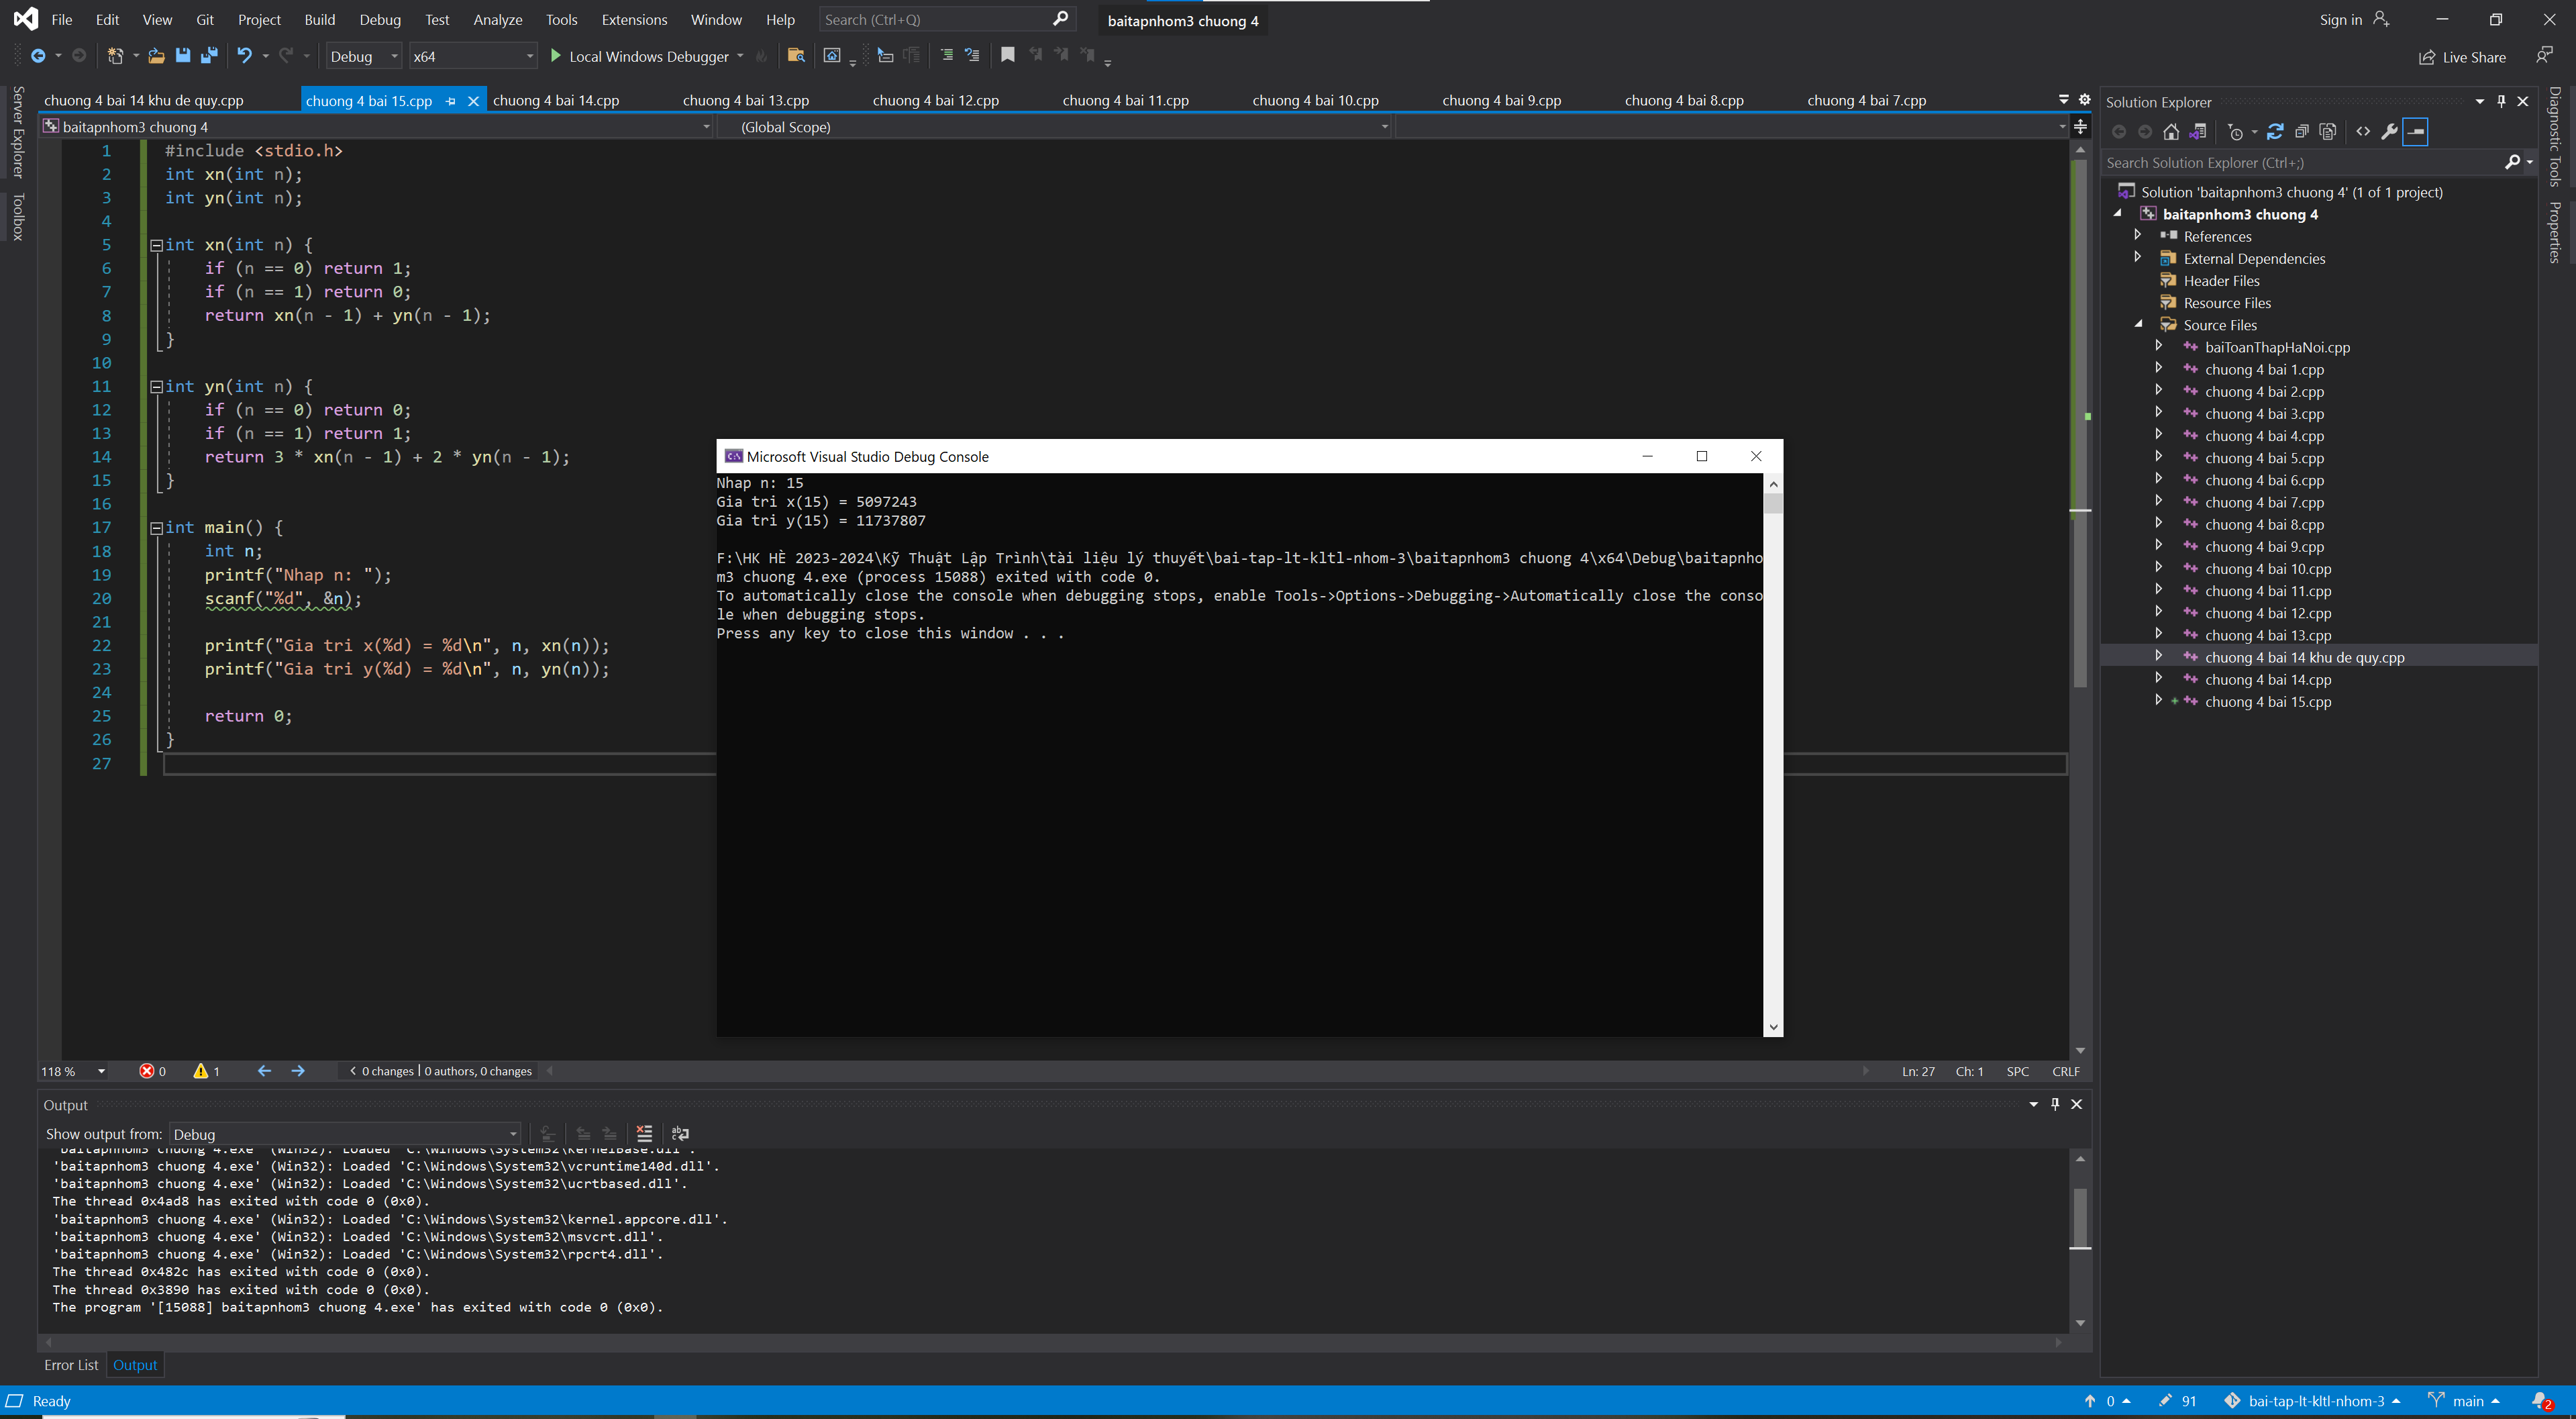 File Edit View Git Project Build Debug Test Analyze Tools Extensions Window Help Search (Ctrl+Q) baitapnhom3 chuong 4 Sign in
Debug x64 Local Windows Debugger Live Share
chuong 4 bai 14 khu de quy.cpp chuong 4 bai 15.cpp chuong 4 bai 14.cpp chuong 4 bai 13.cpp chuong 4 bai 12.cpp chuong 4 bai 11.cpp chuong 4 bai 10.cpp chuong 4 bai 9.cpp chuong 4 bai 8.cpp chuong 4 bai 7.cpp
baitapnhom3 chuong 4 (Global Scope)
Server Explorer
Toolbox
1 #include <stdio.h>
2 int xn(int n);
3 int yn(int n);
4
5 int xn(int n) {
6 if (n == 0) return 1;
7 if (n == 1) return 0;
8 return xn(n - 1) + yn(n - 1);
9 }
10
11 int yn(int n) {
12 if (n == 0) return 0;
13 if (n == 1) return 1;
14 return 3 * xn(n - 1) + 2 * yn(n - 1);
15 }
16
17 int main() {
18 int n;
19 printf("Nhap n: ");
20 scanf("%d", &n);
21
22 printf("Gia tri x(%d) = %d\n", n, xn(n));
23 printf("Gia tri y(%d) = %d\n", n, yn(n));
24
25 return 0;
26 }
27
Microsoft Visual Studio Debug Console
Nhap n: 15
Gia tri x(15) = 5097243
Gia tri y(15) = 11737807
F:\HK HÈ 2023-2024\Kỹ Thuật Lập Trình\tài liệu lý thuyết\bai-tap-lt-kltl-nhom-3\baitapnhom3 chuong 4\x64\Debug\baitapnho
m3 chuong 4.exe (process 15088) exited with code 0.
To automatically close the console when debugging stops, enable Tools->Options->Debugging->Automatically close the conso
le when debugging stops.
Press any key to close this window . . .
118 % 0 1 0 changes | 0 authors, 0 changes Ln: 27 Ch: 1 SPC CRLF
Output
Show output from: Debug
'baitapnhom3 chuong 4.exe' (Win32): Loaded 'C:\Windows\System32\KernelBase.dll'.
'baitapnhom3 chuong 4.exe' (Win32): Loaded 'C:\Windows\System32\vcruntime140d.dll'.
'baitapnhom3 chuong 4.exe' (Win32): Loaded 'C:\Windows\System32\ucrtbased.dll'.
The thread 0x4ad8 has exited with code 0 (0x0).
'baitapnhom3 chuong 4.exe' (Win32): Loaded 'C:\Windows\System32\kernel.appcore.dll'.
'baitapnhom3 chuong 4.exe' (Win32): Loaded 'C:\Windows\System32\msvcrt.dll'.
'baitapnhom3 chuong 4.exe' (Win32): Loaded 'C:\Windows\System32\rpcrt4.dll'.
The thread 0x482c has exited with code 0 (0x0).
The thread 0x3890 has exited with code 0 (0x0).
The program '[15088] baitapnhom3 chuong 4.exe' has exited with code 0 (0x0).
Error List Output
Solution Explorer
Search Solution Explorer (Ctrl+;)
Solution 'baitapnhom3 chuong 4' (1 of 1 project)
baitapnhom3 chuong 4
References
External Dependencies
Header Files
Resource Files
Source Files
baiToanThapHaNoi.cpp
chuong 4 bai 1.cpp
chuong 4 bai 2.cpp
chuong 4 bai 3.cpp
chuong 4 bai 4.cpp
chuong 4 bai 5.cpp
chuong 4 bai 6.cpp
chuong 4 bai 7.cpp
chuong 4 bai 8.cpp
chuong 4 bai 9.cpp
chuong 4 bai 10.cpp
chuong 4 bai 11.cpp
chuong 4 bai 12.cpp
chuong 4 bai 13.cpp
chuong 4 bai 14 khu de quy.cpp
chuong 4 bai 14.cpp
chuong 4 bai 15.cpp
Diagnostic Tools
Properties
Ready 0 91 bai-tap-lt-kltl-nhom-3 main 2